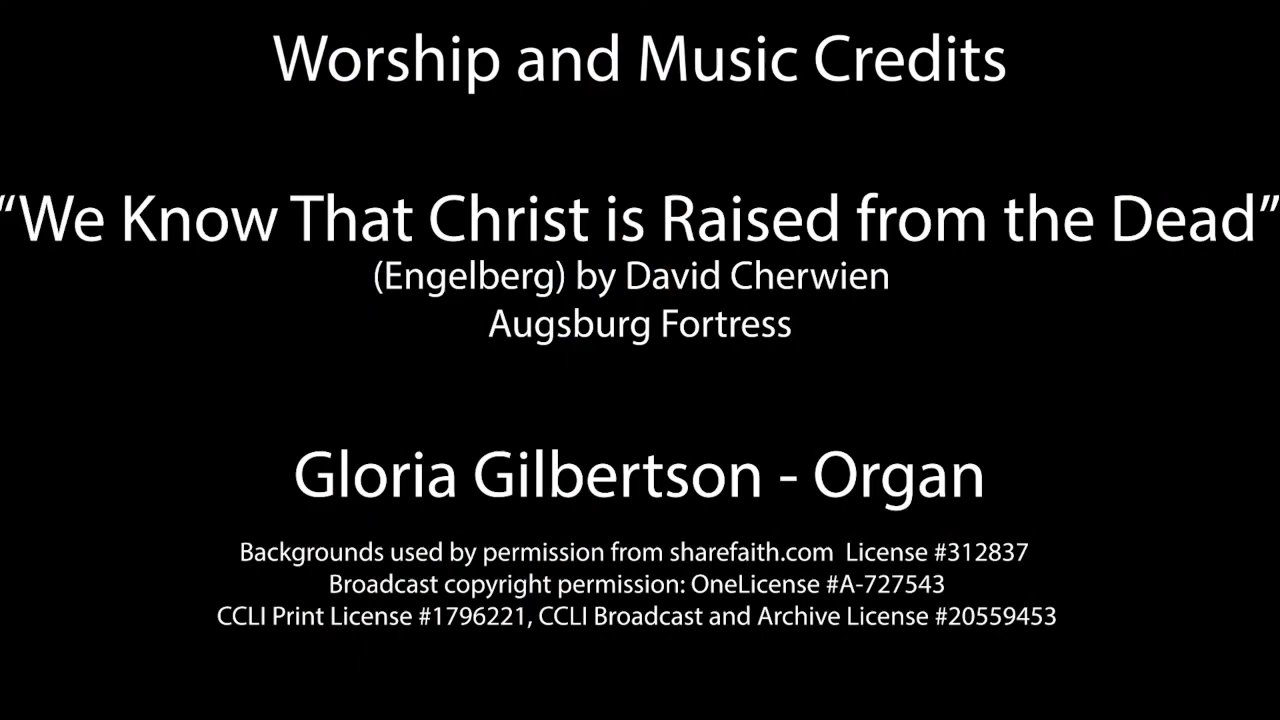 Worship and Music Credits
“We Know That Christ is Raised from the Dead”
(Engelberg) by David Cherwien
Augsburg Fortress
Gloria Gilbertson - Organ
Backgrounds used by permission from sharefaith.com  License #312837
Broadcast copyright permission: OneLicense #A-727543
CCLI Print License #1796221, CCLI Broadcast and Archive License #20559453